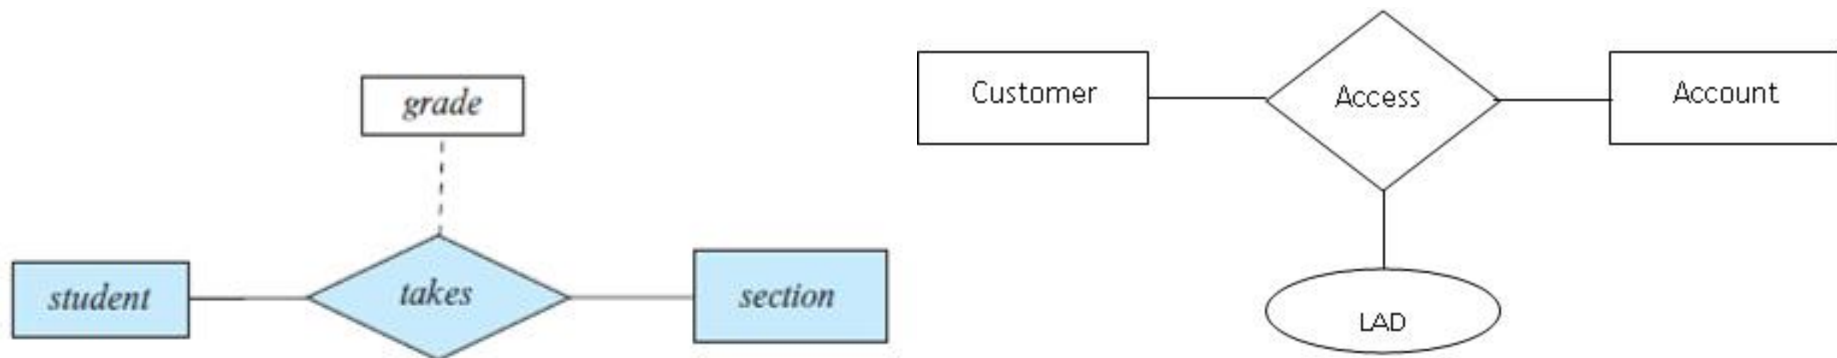 grade
student
takes
section
Customer
Access
Account
LAD